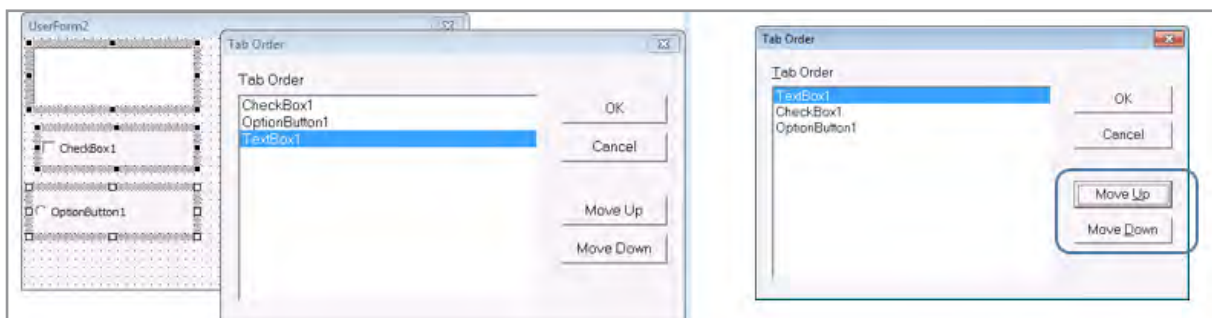 UserForm2
CheckBox1
OptionButton1
Tab Order
Tab Order
CheckBox1
OptionButton1
TextBox1
OK
Cancel
Move Up
Move Down
Tab Order
Tab Order
TextBox1
CheckBox1
OptionButton1
OK
Cancel
Move Up
Move Down